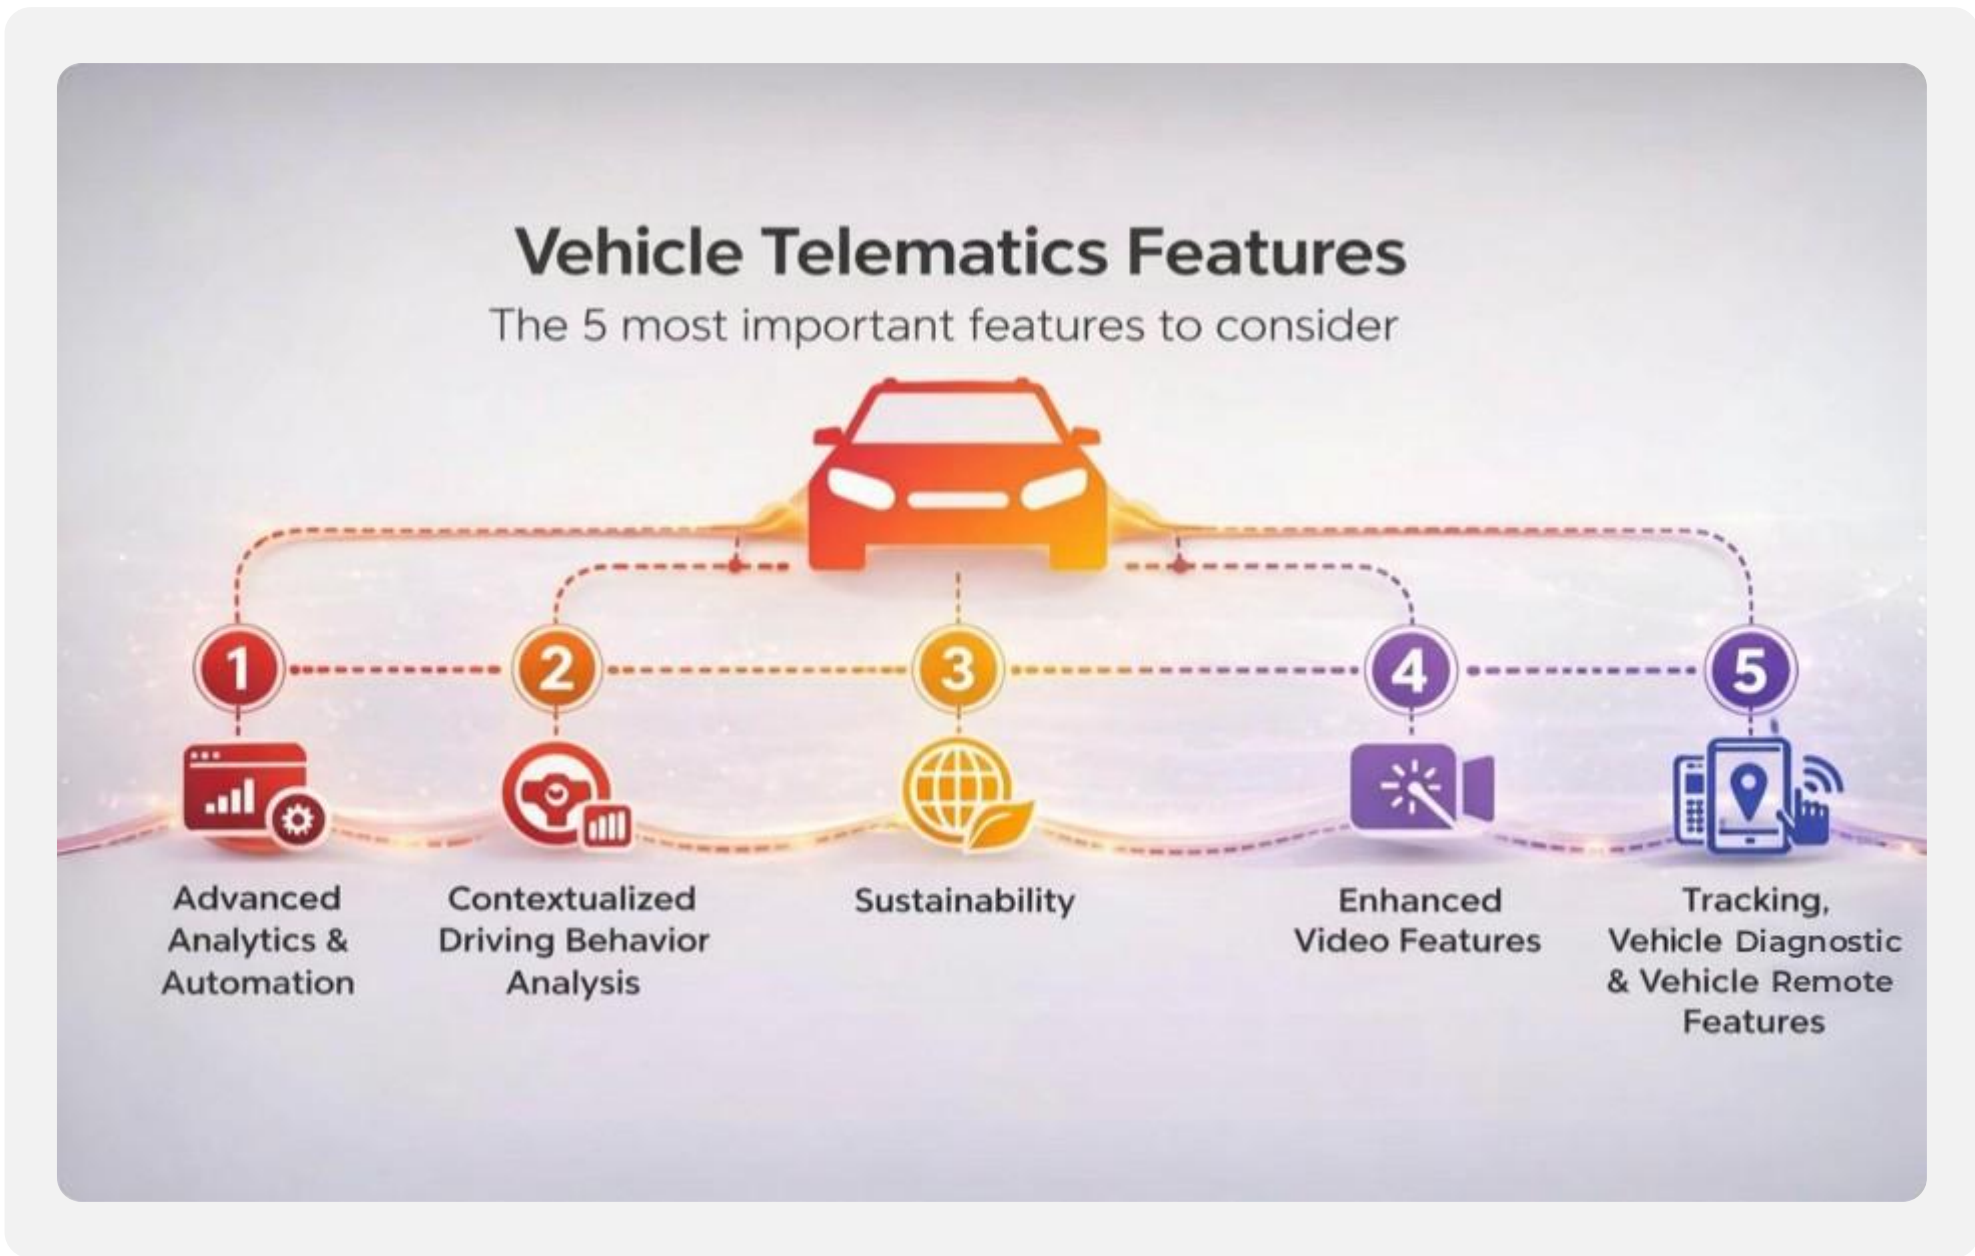 Vehicle Telematics Features
The 5 most important features to consider
1
2
3
4
5
Advanced
Analytics &
Automation
Contextualized
Driving Behavior
Analysis
Sustainability
Enhanced
Video Features
Tracking,
Vehicle Diagnostic
& Vehicle Remote
Features